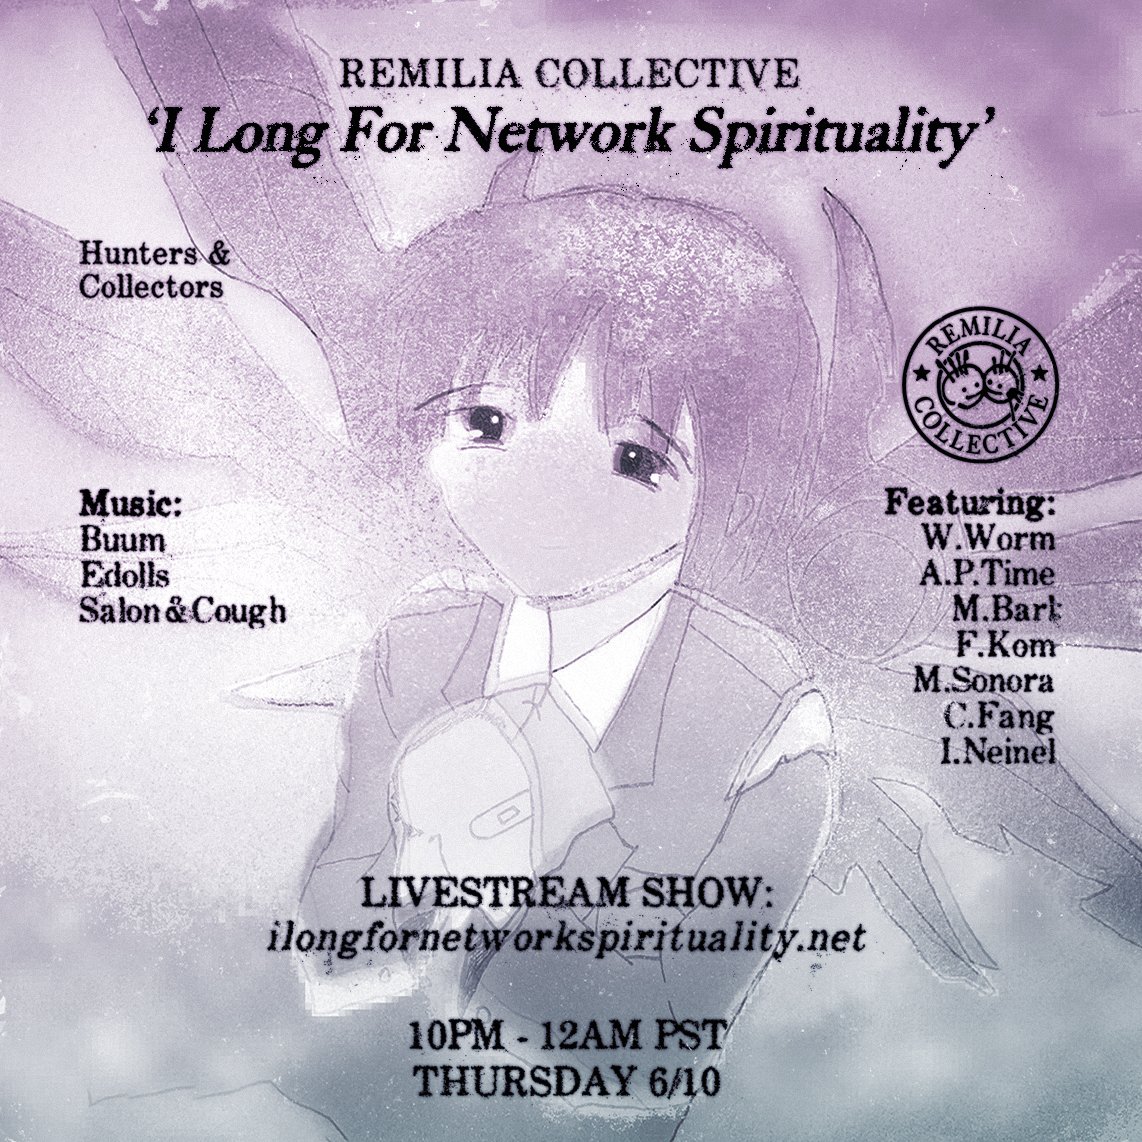 REMILIA COLLECTIVE
‘I Long For Network Spirituality’
Hunters &
Collectors
REMILIA
COLLECTIVE
Music:
Buum
Edolls
Salon & Cough
Featuring:
W.Worm
A.P.Time
M.Bark
F.Kom
M.Sonora
C.Fang
I.Neinel
LIVESTREAM SHOW:
ilongfornetworkspirituality.net
10PM - 12AM PST
THURSDAY 6/10